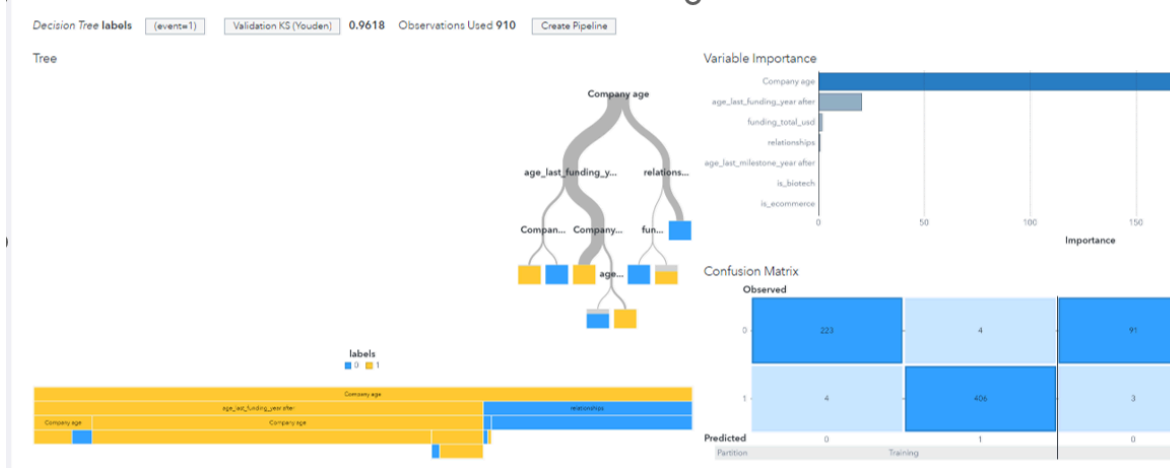 Decision Tree labels (event=1) Validation KS (Youden) 0.9618 Observations Used 910 Create Pipeline
Tree
Company age
age_last_funding_y... relations...
Compan... Company... fun...
age...
labels
0 1
Company age
age_last_funding_year after relationships
Company age Company age
Variable Importance
Company age
age_last_funding_year after
funding_total_usd
relationships
age_last_milestone_year after
is_biotech
is_ecommerce
0 50 100 150
Importance
Confusion Matrix
Observed
0 223 4 91
1 4 406 3
Predicted 0 1 0
Partition Training